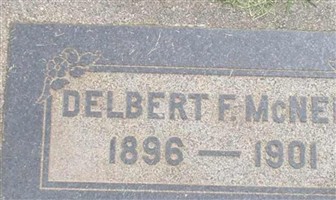 DELBERT F. MCNE
1896 — 1901